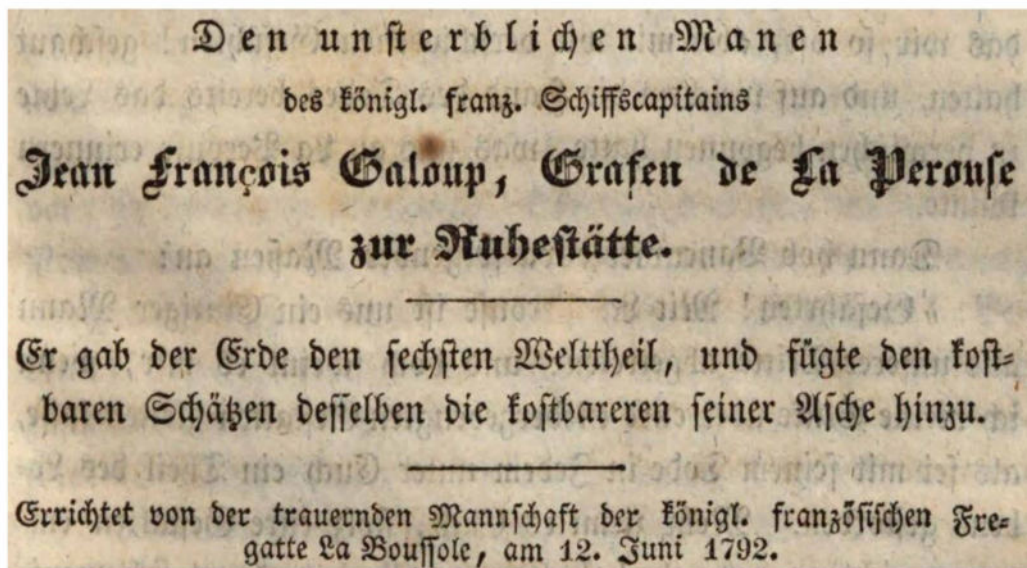 Den unsterblichen Manen
des königl. franz. Schiffscapitains
Jean François Galoup, Grafen de La Perouse
zur Ruhestätte.
Er gab der Erde den sechsten Welttheil, und fügte den kost-
baren Schätzen desselben die kostbareren seiner Asche hinzu.
Errichtet von der trauernden Mannschaft der königl. französischen Fre-
gatte La Boussole, am 12. Juni 1792.